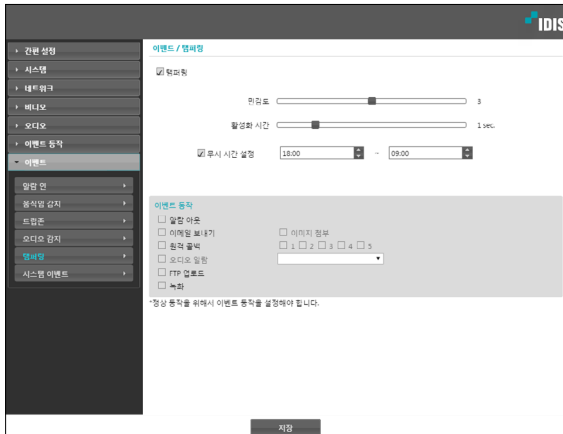 IDIS
간편 설정
시스템
네트워크
비디오
오디오
이벤트 동작
이벤트
알람 인
움직임 감지
트립존
오디오 감지
탬퍼링
시스템 이벤트
이벤트 / 탬퍼링
탬퍼링
민감도 3
활성화 시간 1 sec.
무시 시간 설정 18:00 ~ 09:00
이벤트 동작
알람 아웃
이메일 보내기 이미지 첨부
원격 콜백 1 2 3 4 5
오디오 알람
FTP 업로드
녹화
*정상 동작을 위해서 이벤트 동작을 설정해야 합니다.
저장